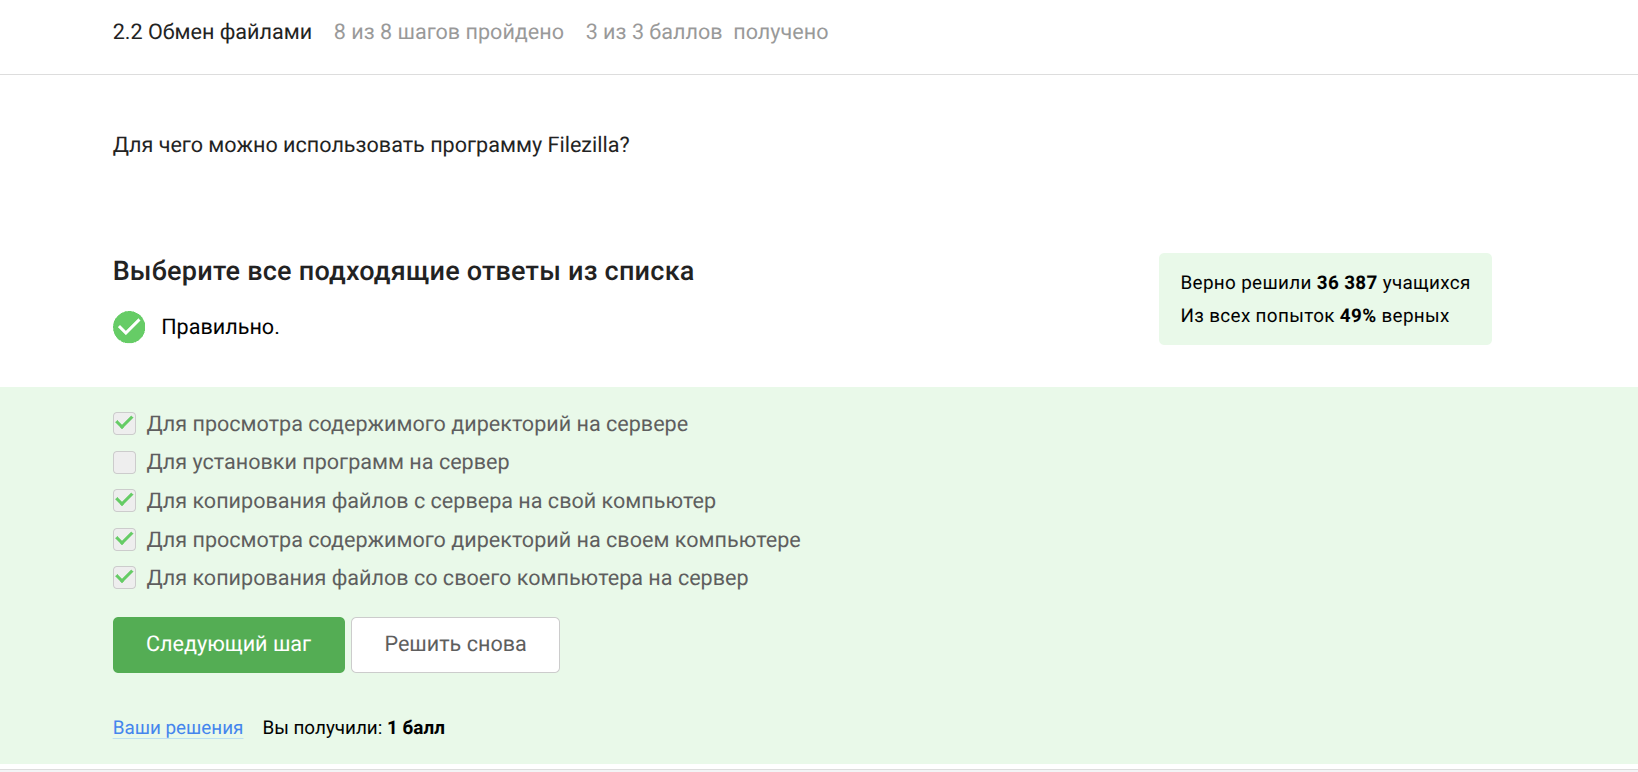 2.2 Обмен файлами 8 из 8 шагов пройдено 3 из 3 баллов получено
Для чего можно использовать программу Filezilla?
Выберите все подходящие ответы из списка
Правильно.
Верно решили 36 387 учащихся
Из всех попыток 49% верных
Для просмотра содержимого директорий на сервере
Для установки программ на сервер
Для копирования файлов с сервера на свой компьютер
Для просмотра содержимого директорий на своем компьютере
Для копирования файлов со своего компьютера на сервер
Следующий шаг Решить снова
Ваши решения Вы получили: 1 балл